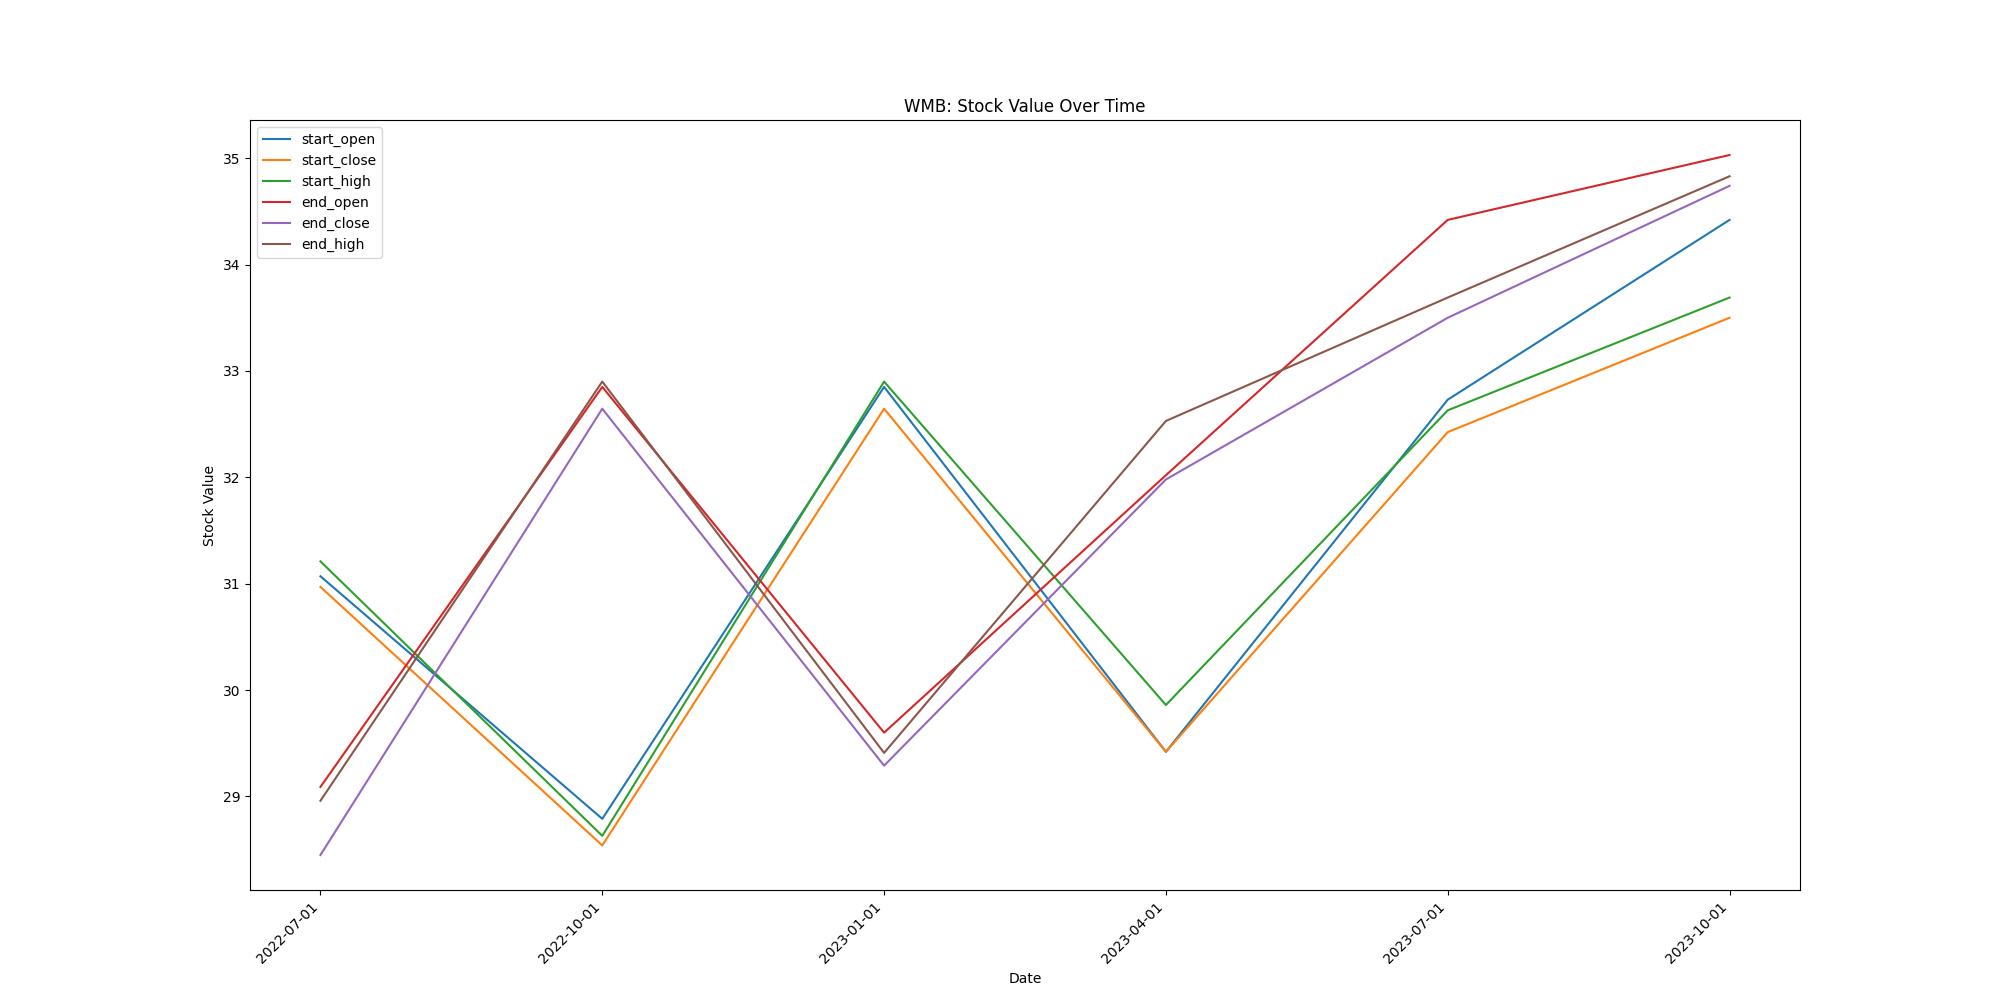 WMB: Stock Value Over Time
start_open
start_close
start_high
end_open
end_close
end_high
35
34
33
32
31
30
29
Stock Value
2022-07-01
2022-10-01
2023-01-01
2023-04-01
2023-07-01
2023-10-01
Date